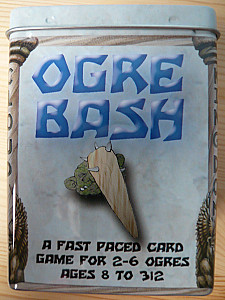 OGRE
BASH
A FAST PACED CARD
GAME FOR 2-6 OGRES
AGES 8 TO 312